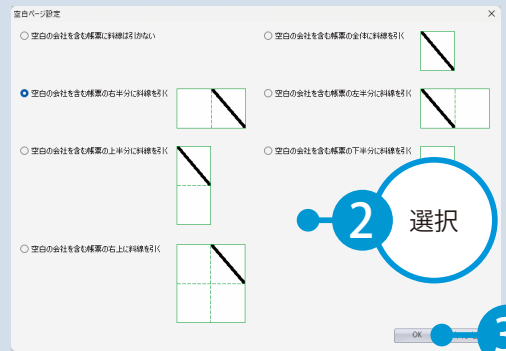 空白ページ設定
空白の会社を含む帳票に斜線は引かない
空白の会社を含む帳票の全体に斜線を引く
空白の会社を含む帳票の右半分に斜線を引く
空白の会社を含む帳票の左半分に斜線を引く
空白の会社を含む帳票の上半分に斜線を引く
空白の会社を含む帳票の下半分に斜線を引く
2 選択
空白の会社を含む帳票の右上に斜線を引く
OK
3